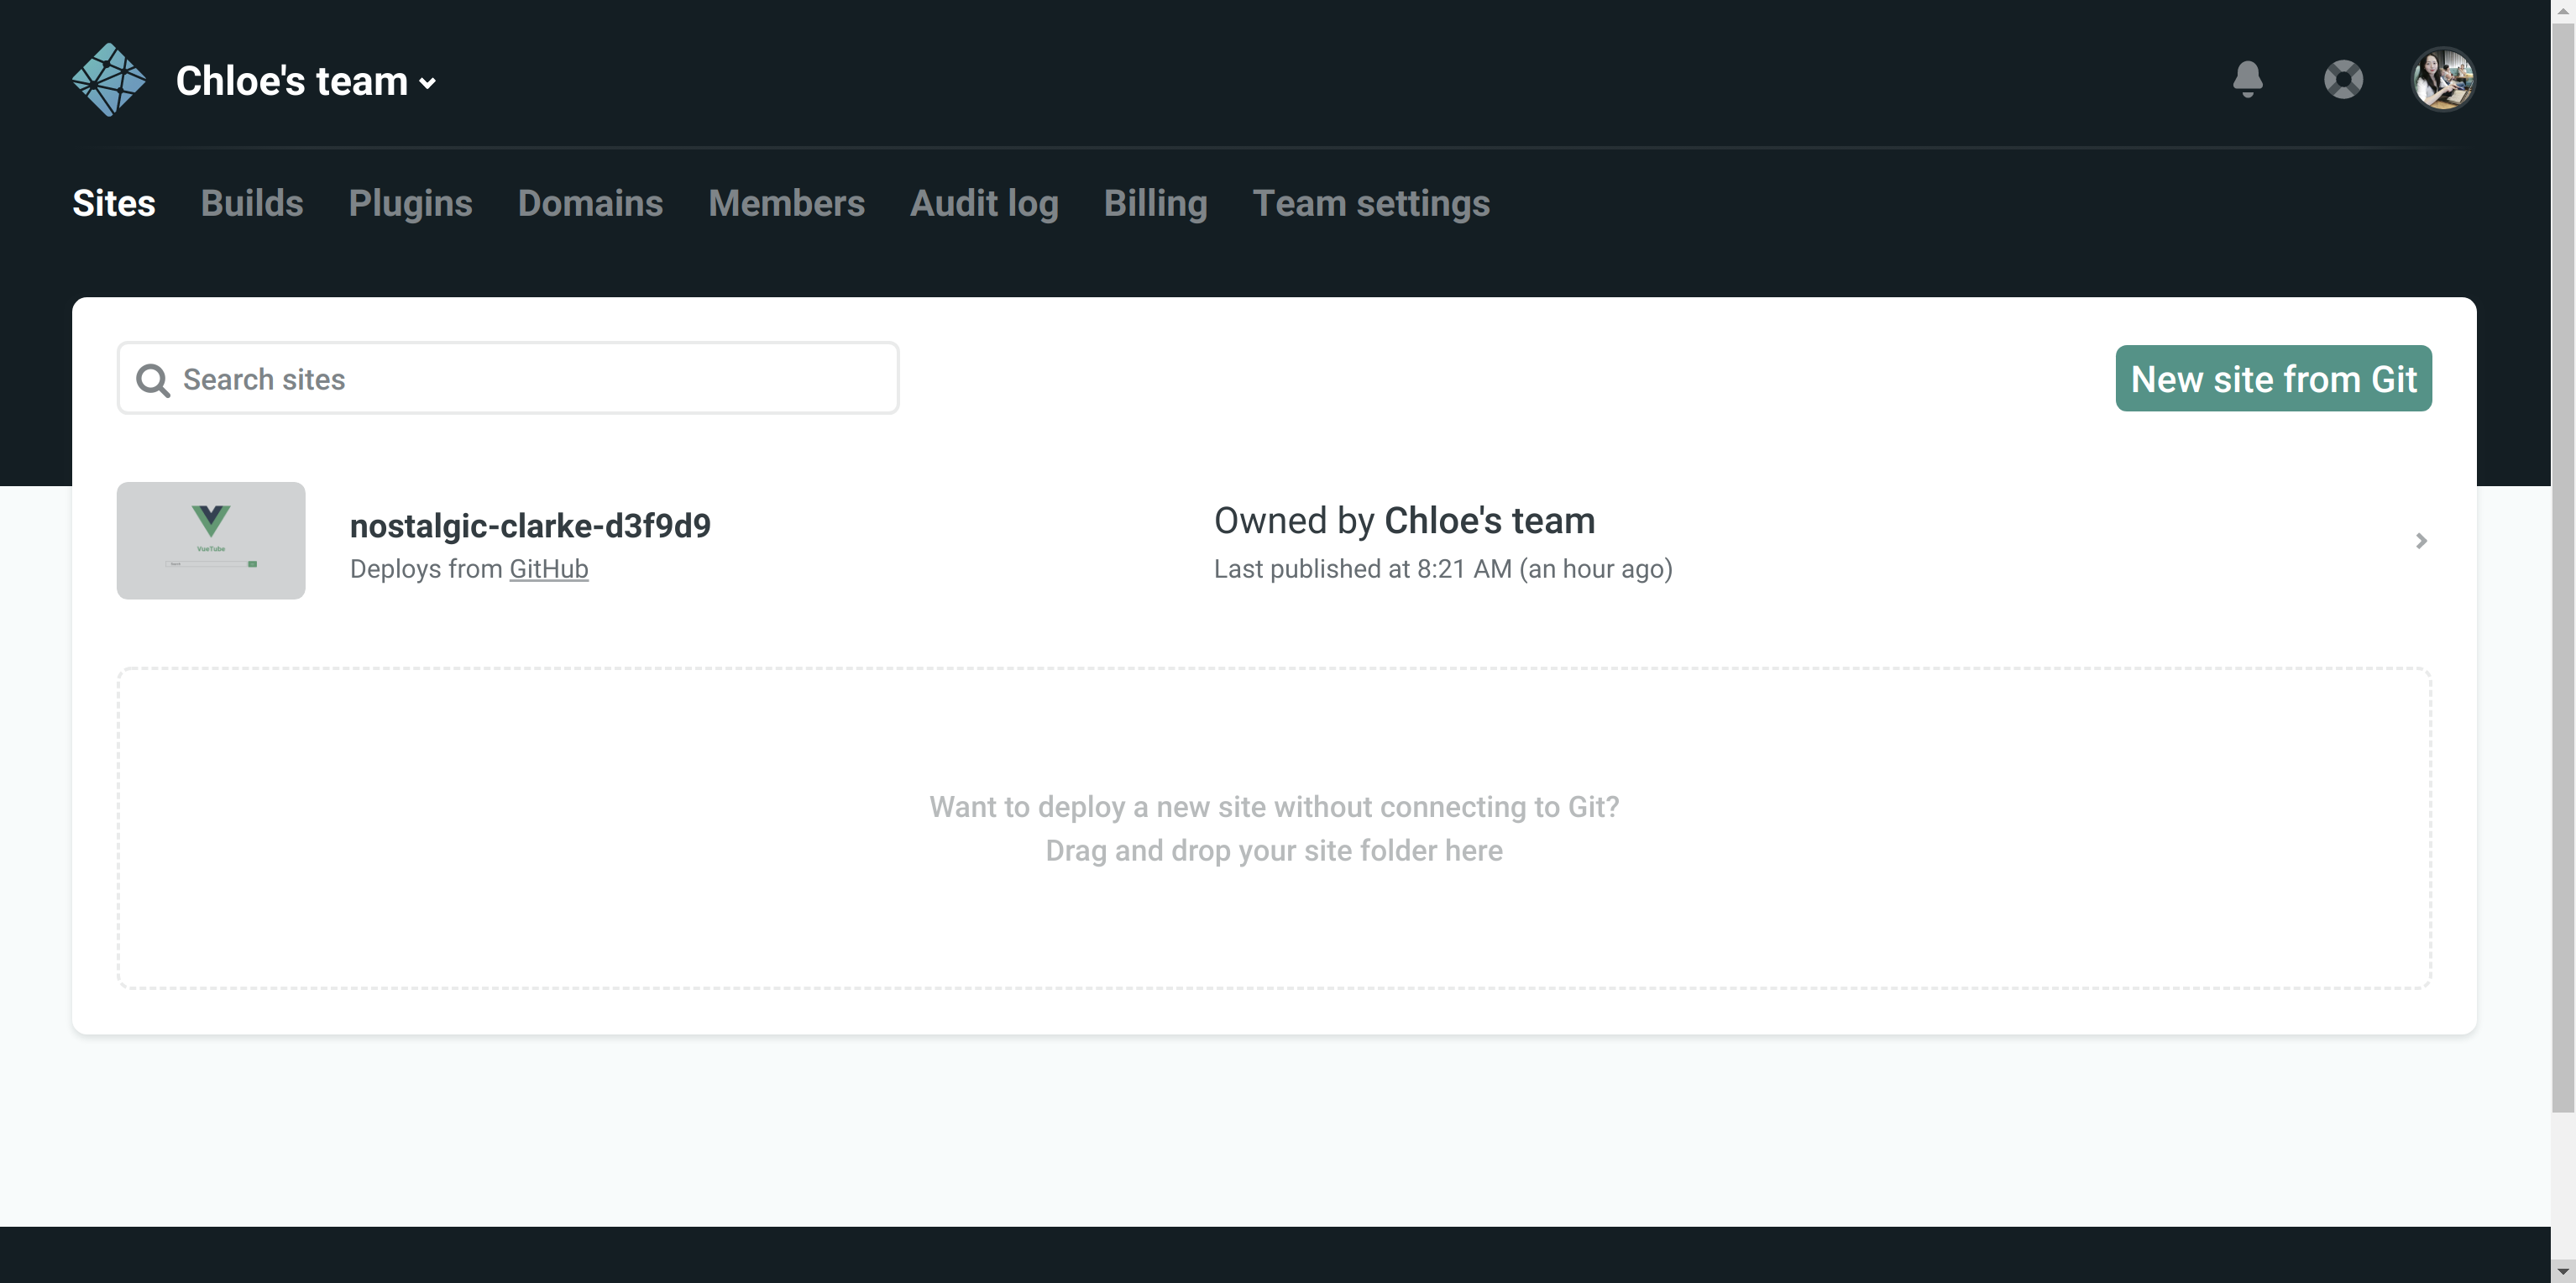 Chloe's team
Sites Builds Plugins Domains Members Audit log Billing Team settings
Search sites
New site from Git
VueTube
nostalgic-clarke-d3f9d9
Deploys from GitHub
Owned by Chloe's team
Last published at 8:21 AM (an hour ago)
Want to deploy a new site without connecting to Git?
Drag and drop your site folder here